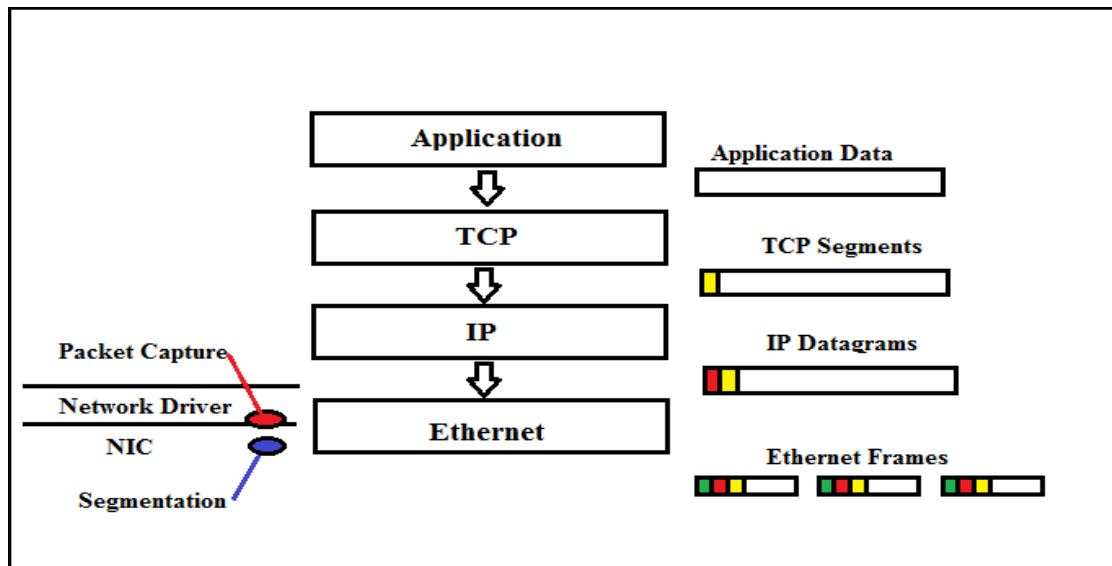 Application
Application Data
TCP
TCP Segments
IP
IP Datagrams
Packet Capture
Network Driver
Ethernet
NIC
Ethernet Frames
Segmentation